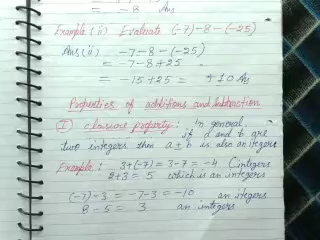 = -8 Ans
Example (ii) Evaluate (-7)-8-(-25)
Ans (ii) -7-8-(-25)
= -7-8+25
= -15+25 = +10 Ans
Properties of additions and Subtraction
(I) closure property: In general
if a and b are
two integers then a±b is also an integers
Example: 3+(-7) = 3-7 = -4 (integers
2+3 = 5 which is an integers
(-7)-3 = -7-3 = -10 an itegers
8-5 = 3 an integers